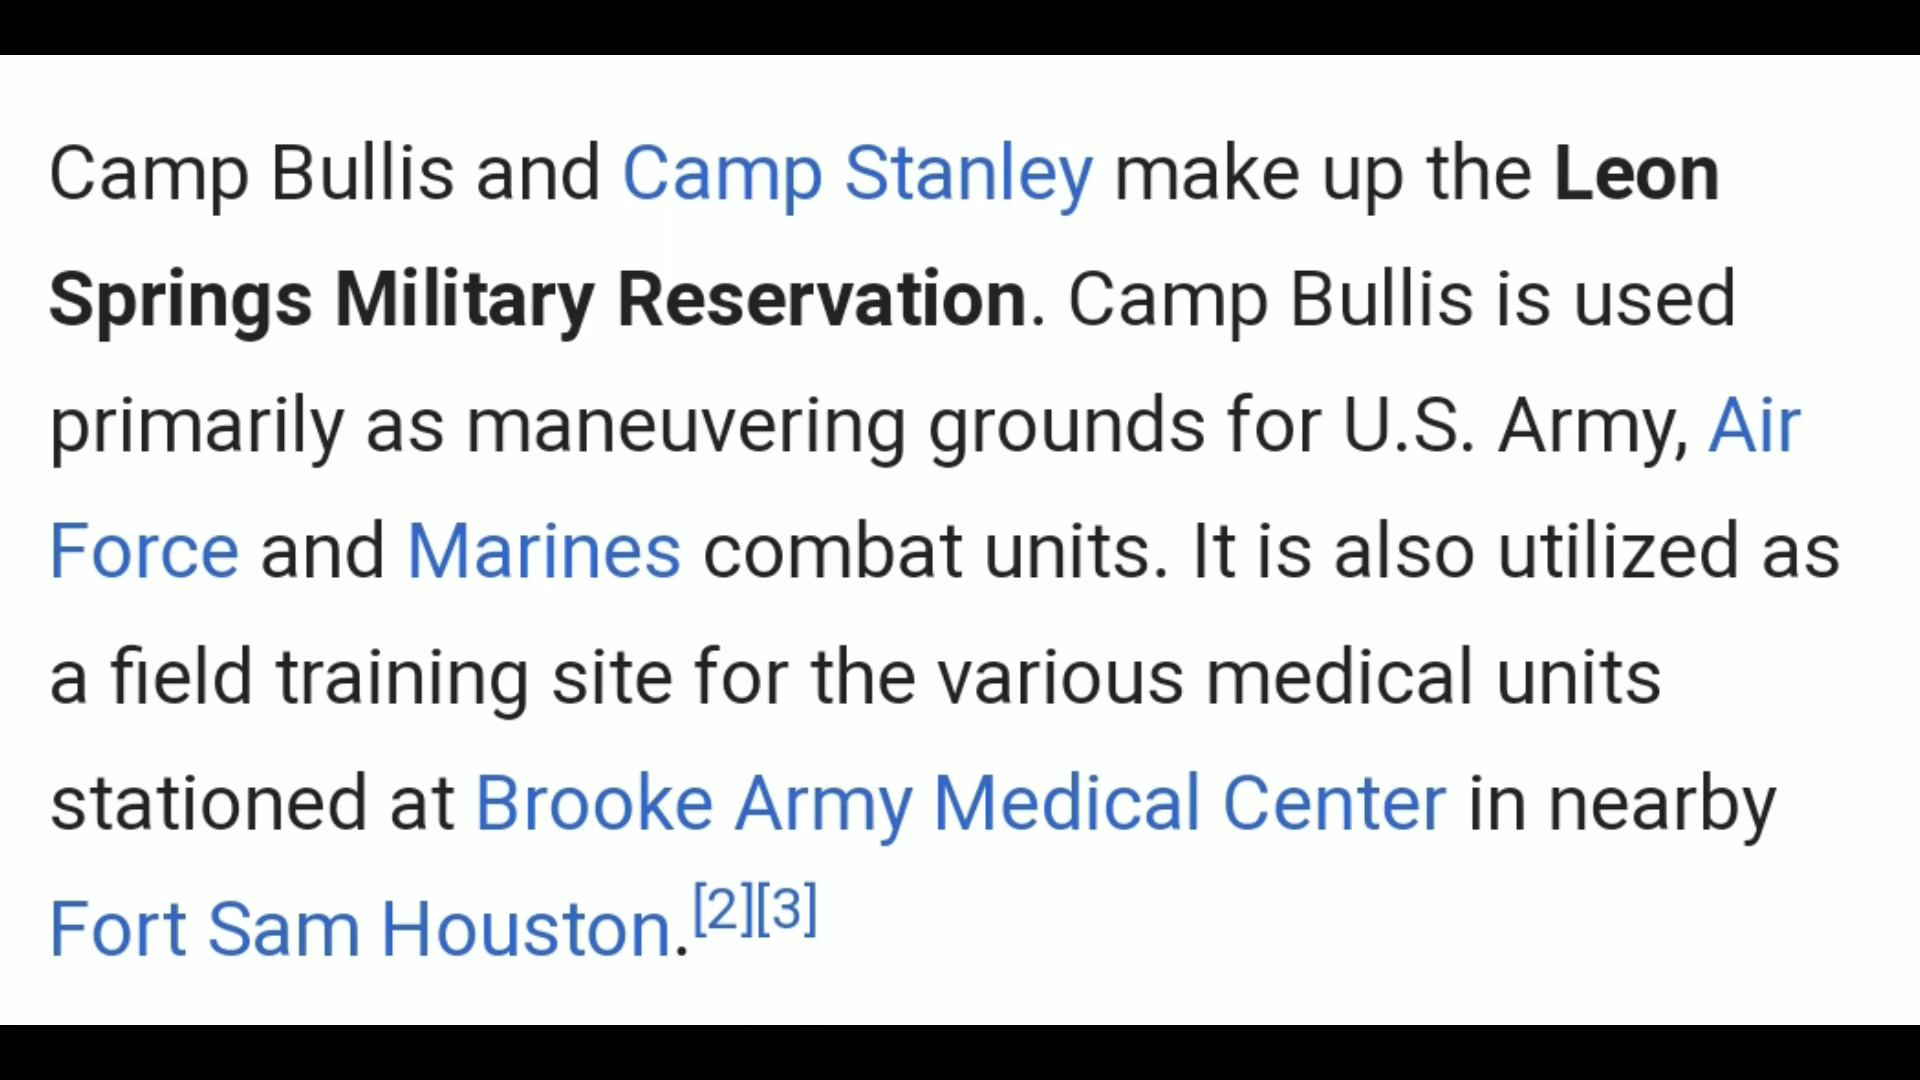 Camp Bullis and Camp Stanley make up the Leon
Springs Military Reservation. Camp Bullis is used
primarily as maneuvering grounds for U.S. Army, Air
Force and Marines combat units. It is also utilized as
a field training site for the various medical units
stationed at Brooke Army Medical Center in nearby
Fort Sam Houston.[2][3]